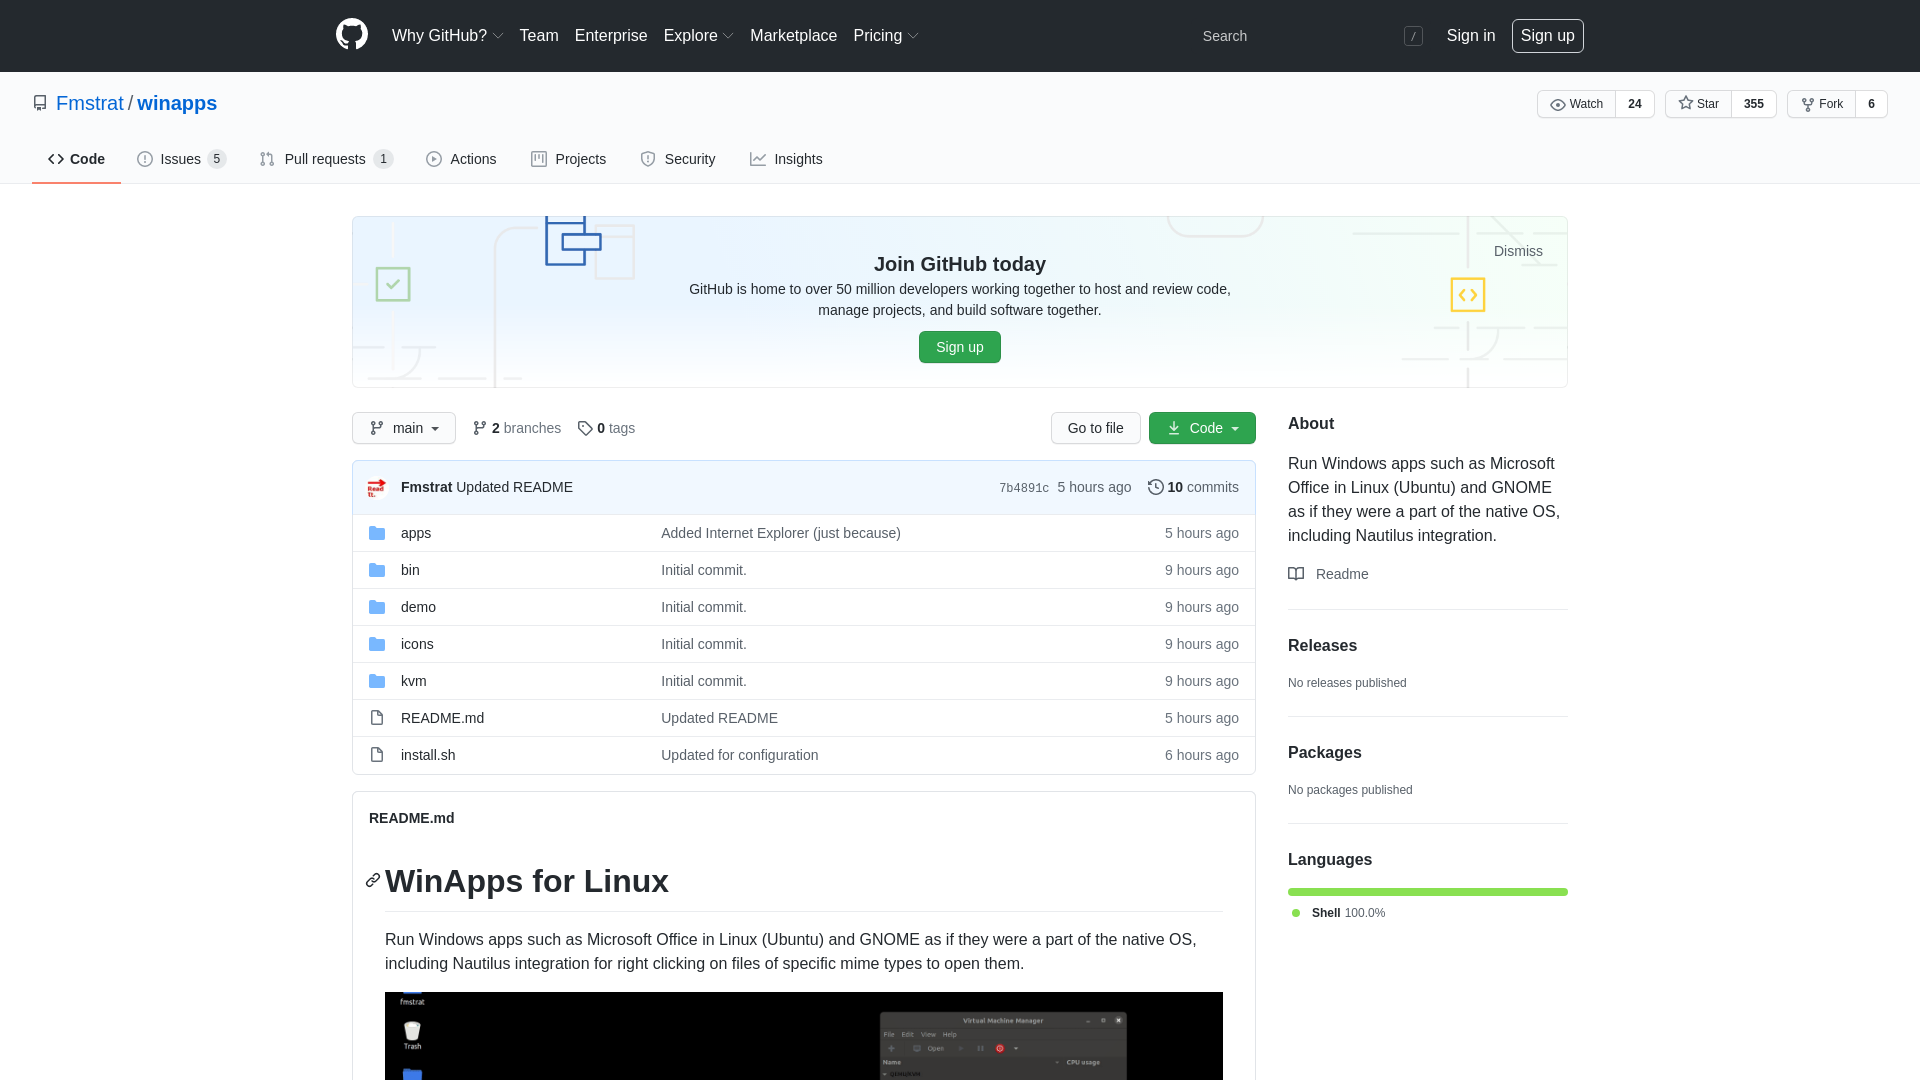 Why GitHub? Team Enterprise Explore Marketplace Pricing Search / Sign in Sign up
Fmstrat / winapps Watch 24 Star 355 Fork 6
Code Issues 5 Pull requests 1 Actions Projects Security Insights
Dismiss
Join GitHub today
GitHub is home to over 50 million developers working together to host and review code,
manage projects, and build software together.
Sign up
main 2 branches 0 tags Go to file Code
Fmstrat Updated README 7b4891c 5 hours ago 10 commits
apps Added Internet Explorer (just because) 5 hours ago
bin Initial commit. 9 hours ago
demo Initial commit. 9 hours ago
icons Initial commit. 9 hours ago
kvm Initial commit. 9 hours ago
README.md Updated README 5 hours ago
install.sh Updated for configuration 6 hours ago
README.md
WinApps for Linux
Run Windows apps such as Microsoft Office in Linux (Ubuntu) and GNOME as if they were a part of the native OS,
including Nautilus integration for right clicking on files of specific mime types to open them.
fmstrat
Trash
Virtual Machine Manager
File Edit View Help
Open
Name CPU usage
About
Run Windows apps such as Microsoft
Office in Linux (Ubuntu) and GNOME
as if they were a part of the native OS,
including Nautilus integration.
Readme
Releases
No releases published
Packages
No packages published
Languages
Shell 100.0%